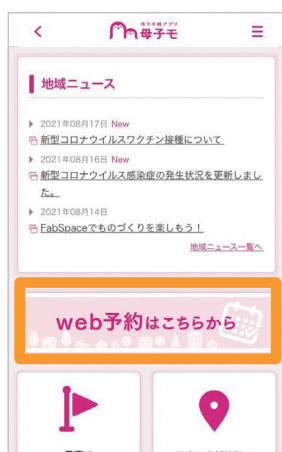 母子手帳アプリ
母子モ
地域ニュース
2021年08月17日 New
新型コロナウイルスワクチン接種について
2021年08月16日 New
新型コロナウイルス感染症の発生状況を更新しまし
た。
2021年08月14日
FabSpaceでものづくりを楽しもう！
地域ニュース一覧へ
web予約はこちらから